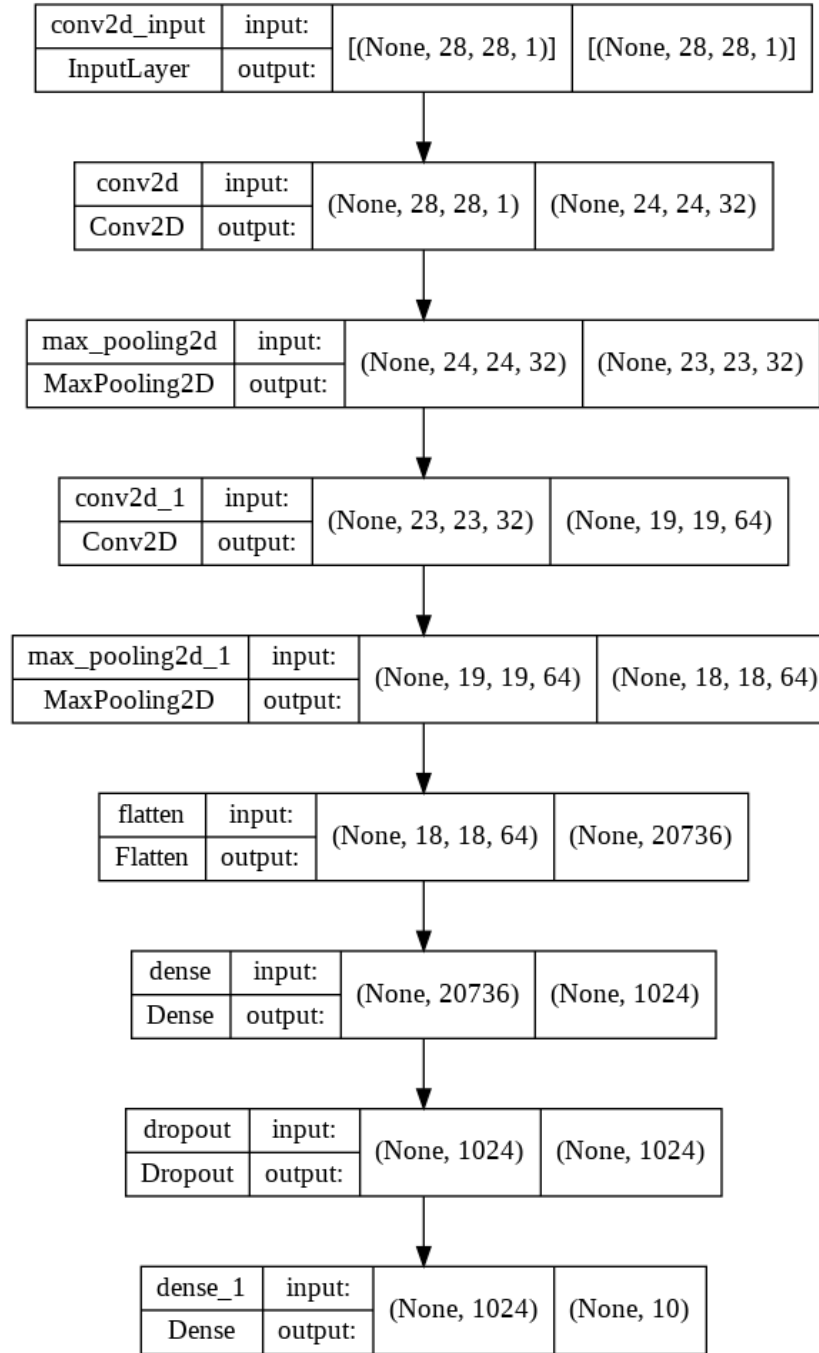 conv2d_input input: [(None, 28, 28, 1)] [(None, 28, 28, 1)]
InputLayer output:
conv2d input: (None, 28, 28, 1) (None, 24, 24, 32)
Conv2D output:
max_pooling2d input: (None, 24, 24, 32) (None, 23, 23, 32)
MaxPooling2D output:
conv2d_1 input: (None, 23, 23, 32) (None, 19, 19, 64)
Conv2D output:
max_pooling2d_1 input: (None, 19, 19, 64) (None, 18, 18, 64)
MaxPooling2D output:
flatten input: (None, 18, 18, 64) (None, 20736)
Flatten output:
dense input: (None, 20736) (None, 1024)
Dense output:
dropout input: (None, 1024) (None, 1024)
Dropout output:
dense_1 input: (None, 1024) (None, 10)
Dense output: